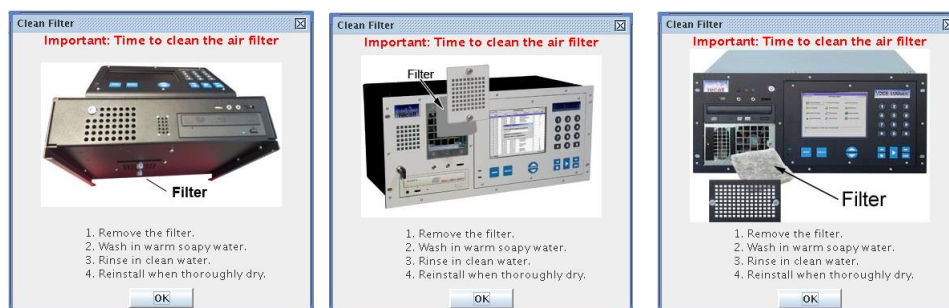 Clean Filter
Important: Time to clean the air filter
Filter
1. Remove the filter.
2. Wash in warm soapy water.
3. Rinse in clean water.
4. Reinstall when thoroughly dry.
OK
Clean Filter
Important: Time to clean the air filter
Filter
1. Remove the filter.
2. Wash in warm soapy water.
3. Rinse in clean water.
4. Reinstall when thoroughly dry.
OK
Clean Filter
Important: Time to clean the air filter
Filter
1. Remove the filter.
2. Wash in warm soapy water.
3. Rinse in clean water.
4. Reinstall when thoroughly dry.
OK